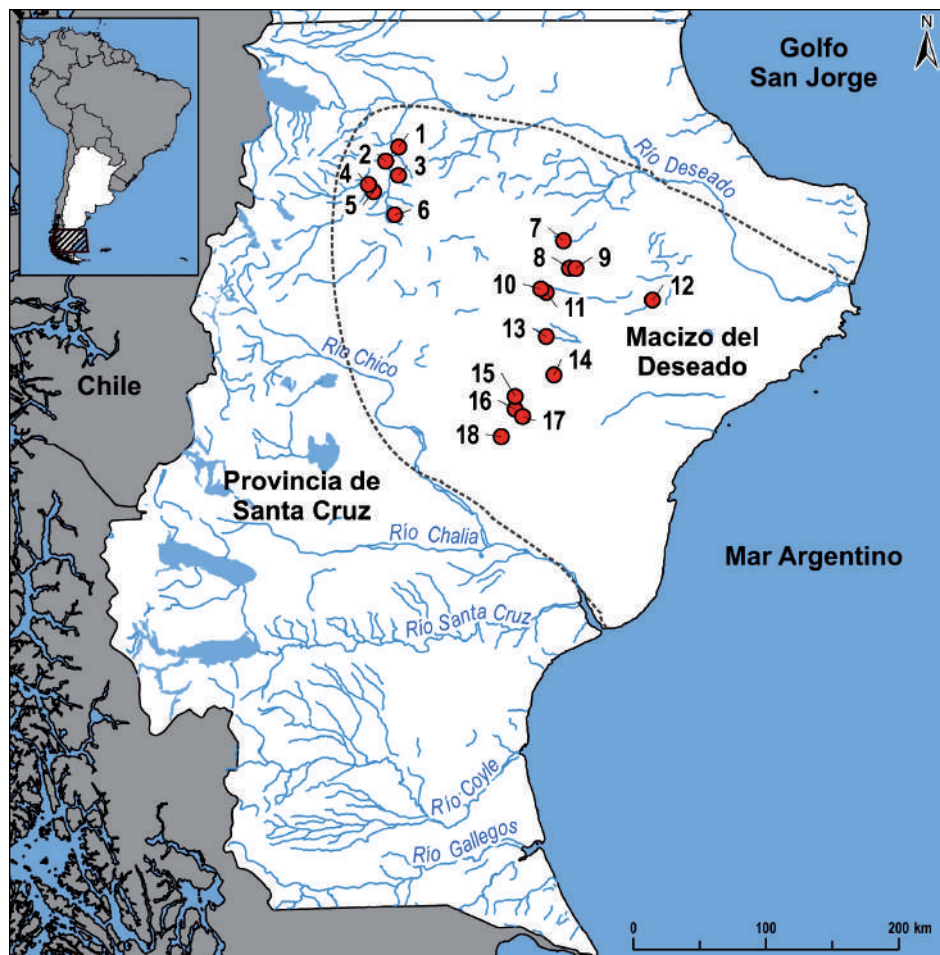 N
Golfo
San Jorge
Río Deseado
1
2
3
4
5
6
7
8
9
10
11
12
13
14
15
16
17
18
Macizo del
Deseado
Río Chico
Chile
Provincia de
Santa Cruz
Río Chalia
Mar Argentino
Río Santa Cruz
Río Coyle
Río Gallegos
0 100 200 km